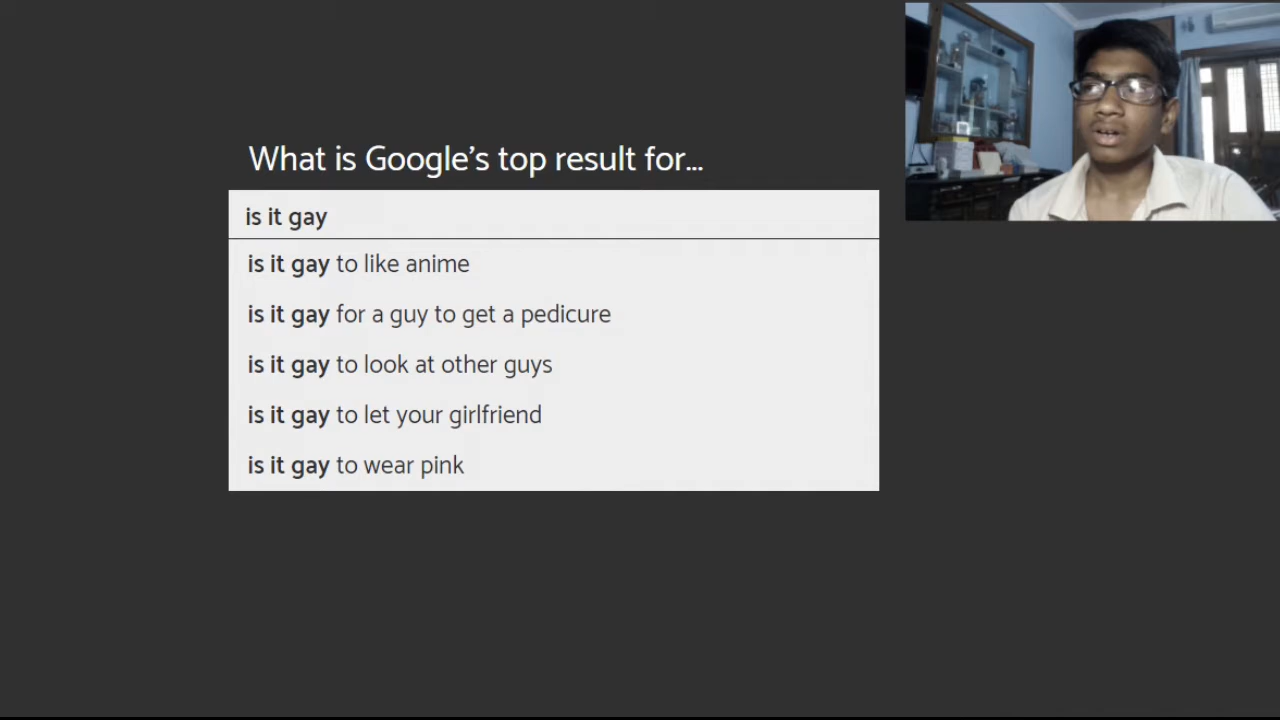 What is Google's top result for...
is it gay
is it gay to like anime
is it gay for a guy to get a pedicure
is it gay to look at other guys
is it gay to let your girlfriend
is it gay to wear pink